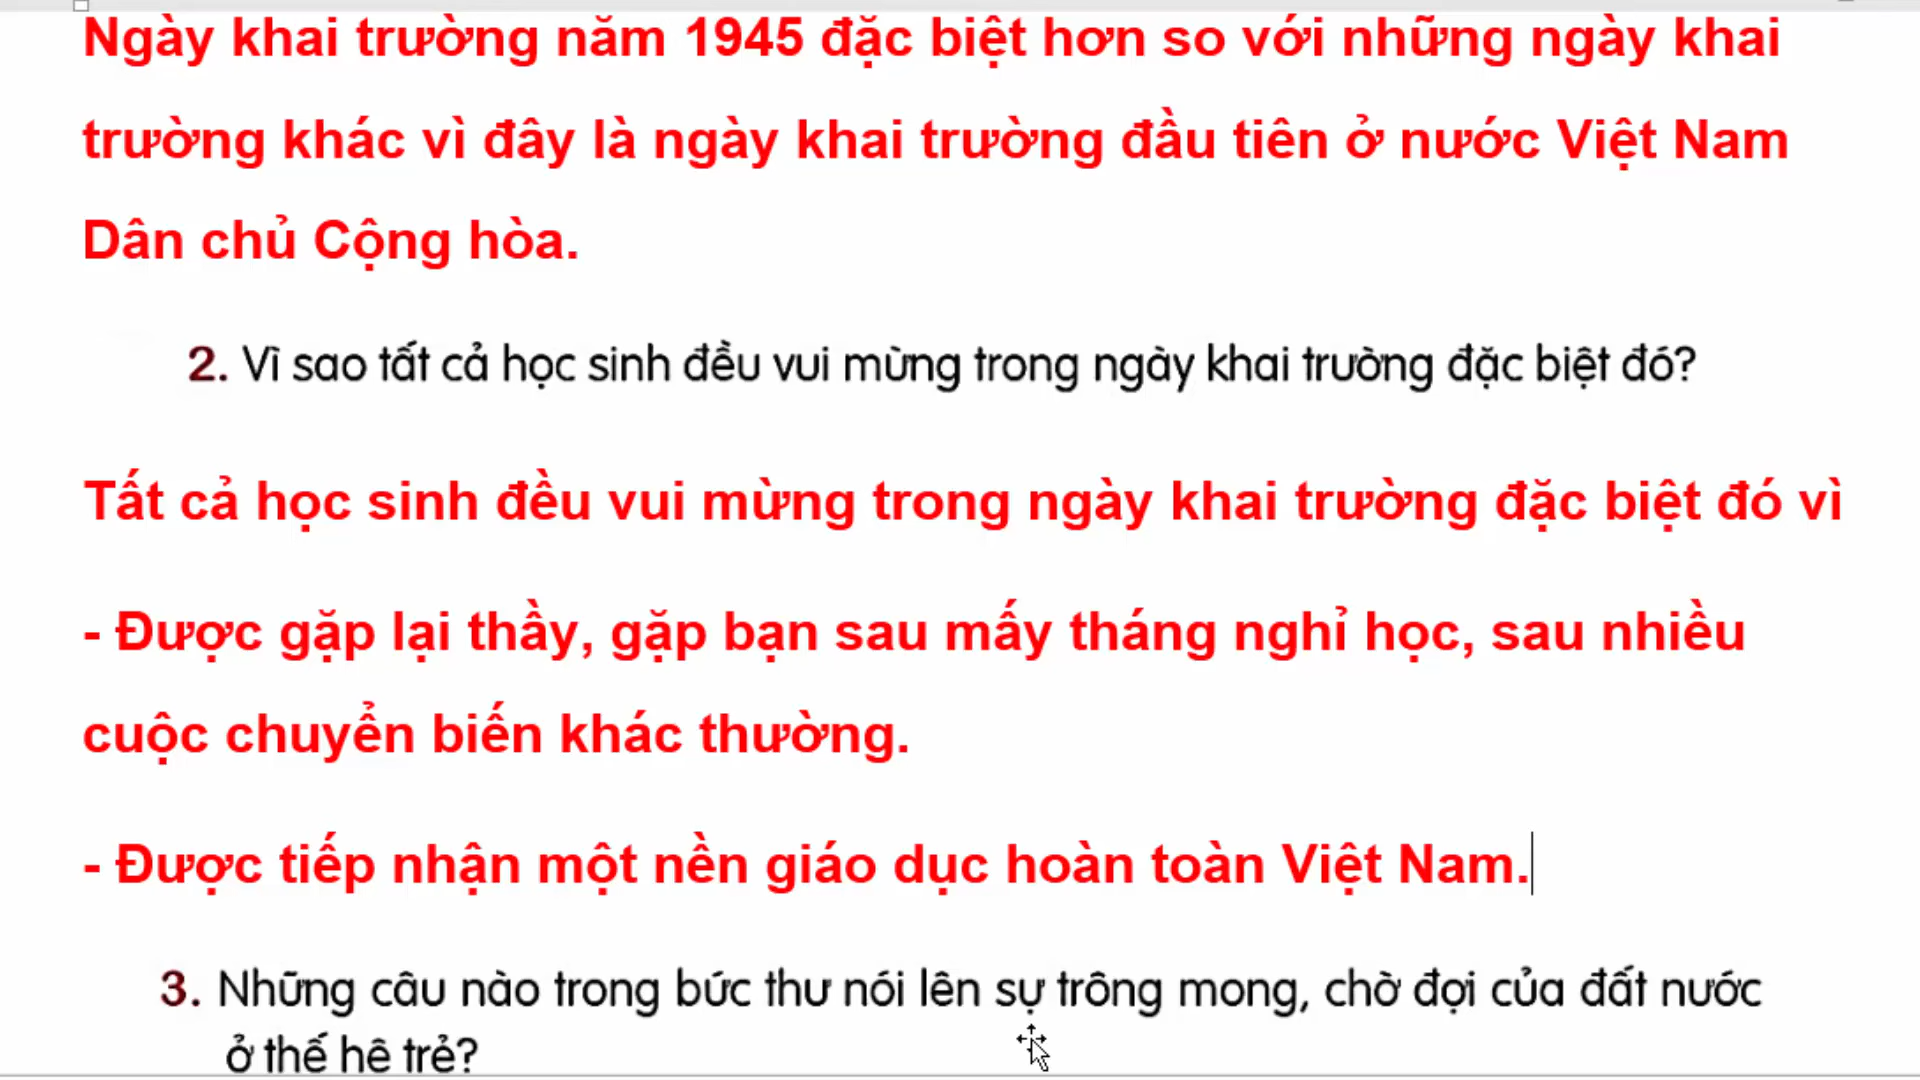 Ngày khai trường năm 1945 đặc biệt hơn so với những ngày khai
trường khác vì đây là ngày khai trường đầu tiên ở nước Việt Nam
Dân chủ Cộng hòa.
2. Vì sao tất cả học sinh đều vui mừng trong ngày khai trường đặc biệt đó?
Tất cả học sinh đều vui mừng trong ngày khai trường đặc biệt đó vì
- Được gặp lại thầy, gặp bạn sau mấy tháng nghỉ học, sau nhiều
cuộc chuyển biến khác thường.
- Được tiếp nhận một nền giáo dục hoàn toàn Việt Nam.
3. Những câu nào trong bức thư nói lên sự trông mong, chờ đợi của đất nước
ở thế hệ trẻ?